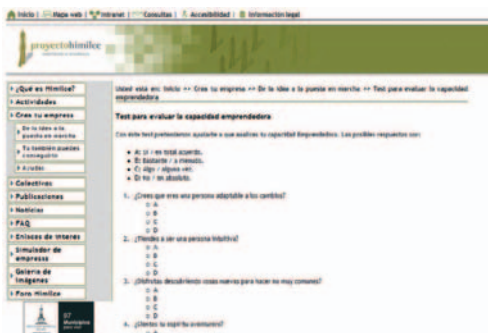 Inicio | Mapa web | Intranet | Consultas | Accesibilidad | Información legal
proyectohimilce
¿Qué es Himilce?
Actividades
Crea tu empresa
De la idea a la
puesta en marcha
Tu también puedes
conseguirlo
Ayudas
Colectivos
Publicaciones
Noticias
FAQ
Enlaces de interes
Simulador de
empresas
Galeria de
Imágenes
Foro Himilce
Usted está en: Inicio >> Crea tu empresa >> De la idea a la puesta en marcha >> Test para evaluar la capacidad
emprendedora
Test para evaluar la capacidad emprendedora
Con este test pretendemos ayudarte a que analices tu capacidad Emprendedora. Las posibles respuestas son:
A: Sí / en total acuerdo.
B: Bastante / a menudo.
C: Algo / alguna vez.
D: No / en absoluto.
1. ¿Crees que eres una persona adaptable a los cambios?
A
B
C
D
2. ¿Tiendes a ser una persona intuitiva?
A
B
C
D
3. ¿Disfrutas descubriendo cosas nuevas para hacer no muy comunes?
A
B
C
D
4. ¿Sientes tu espíritu aventurero?
97
Municipios